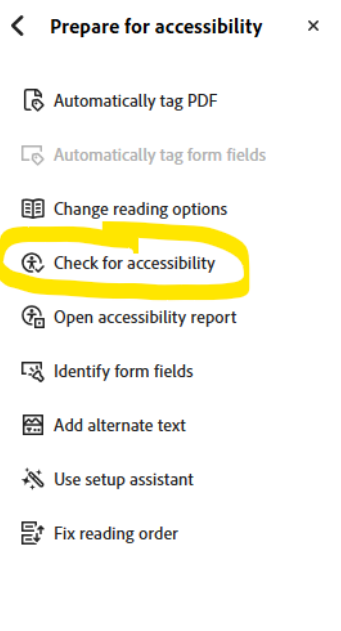 Prepare for accessibility
Automatically tag PDF
Automatically tag form fields
Change reading options
Check for accessibility
Open accessibility report
Identify form fields
Add alternate text
Use setup assistant
Fix reading order